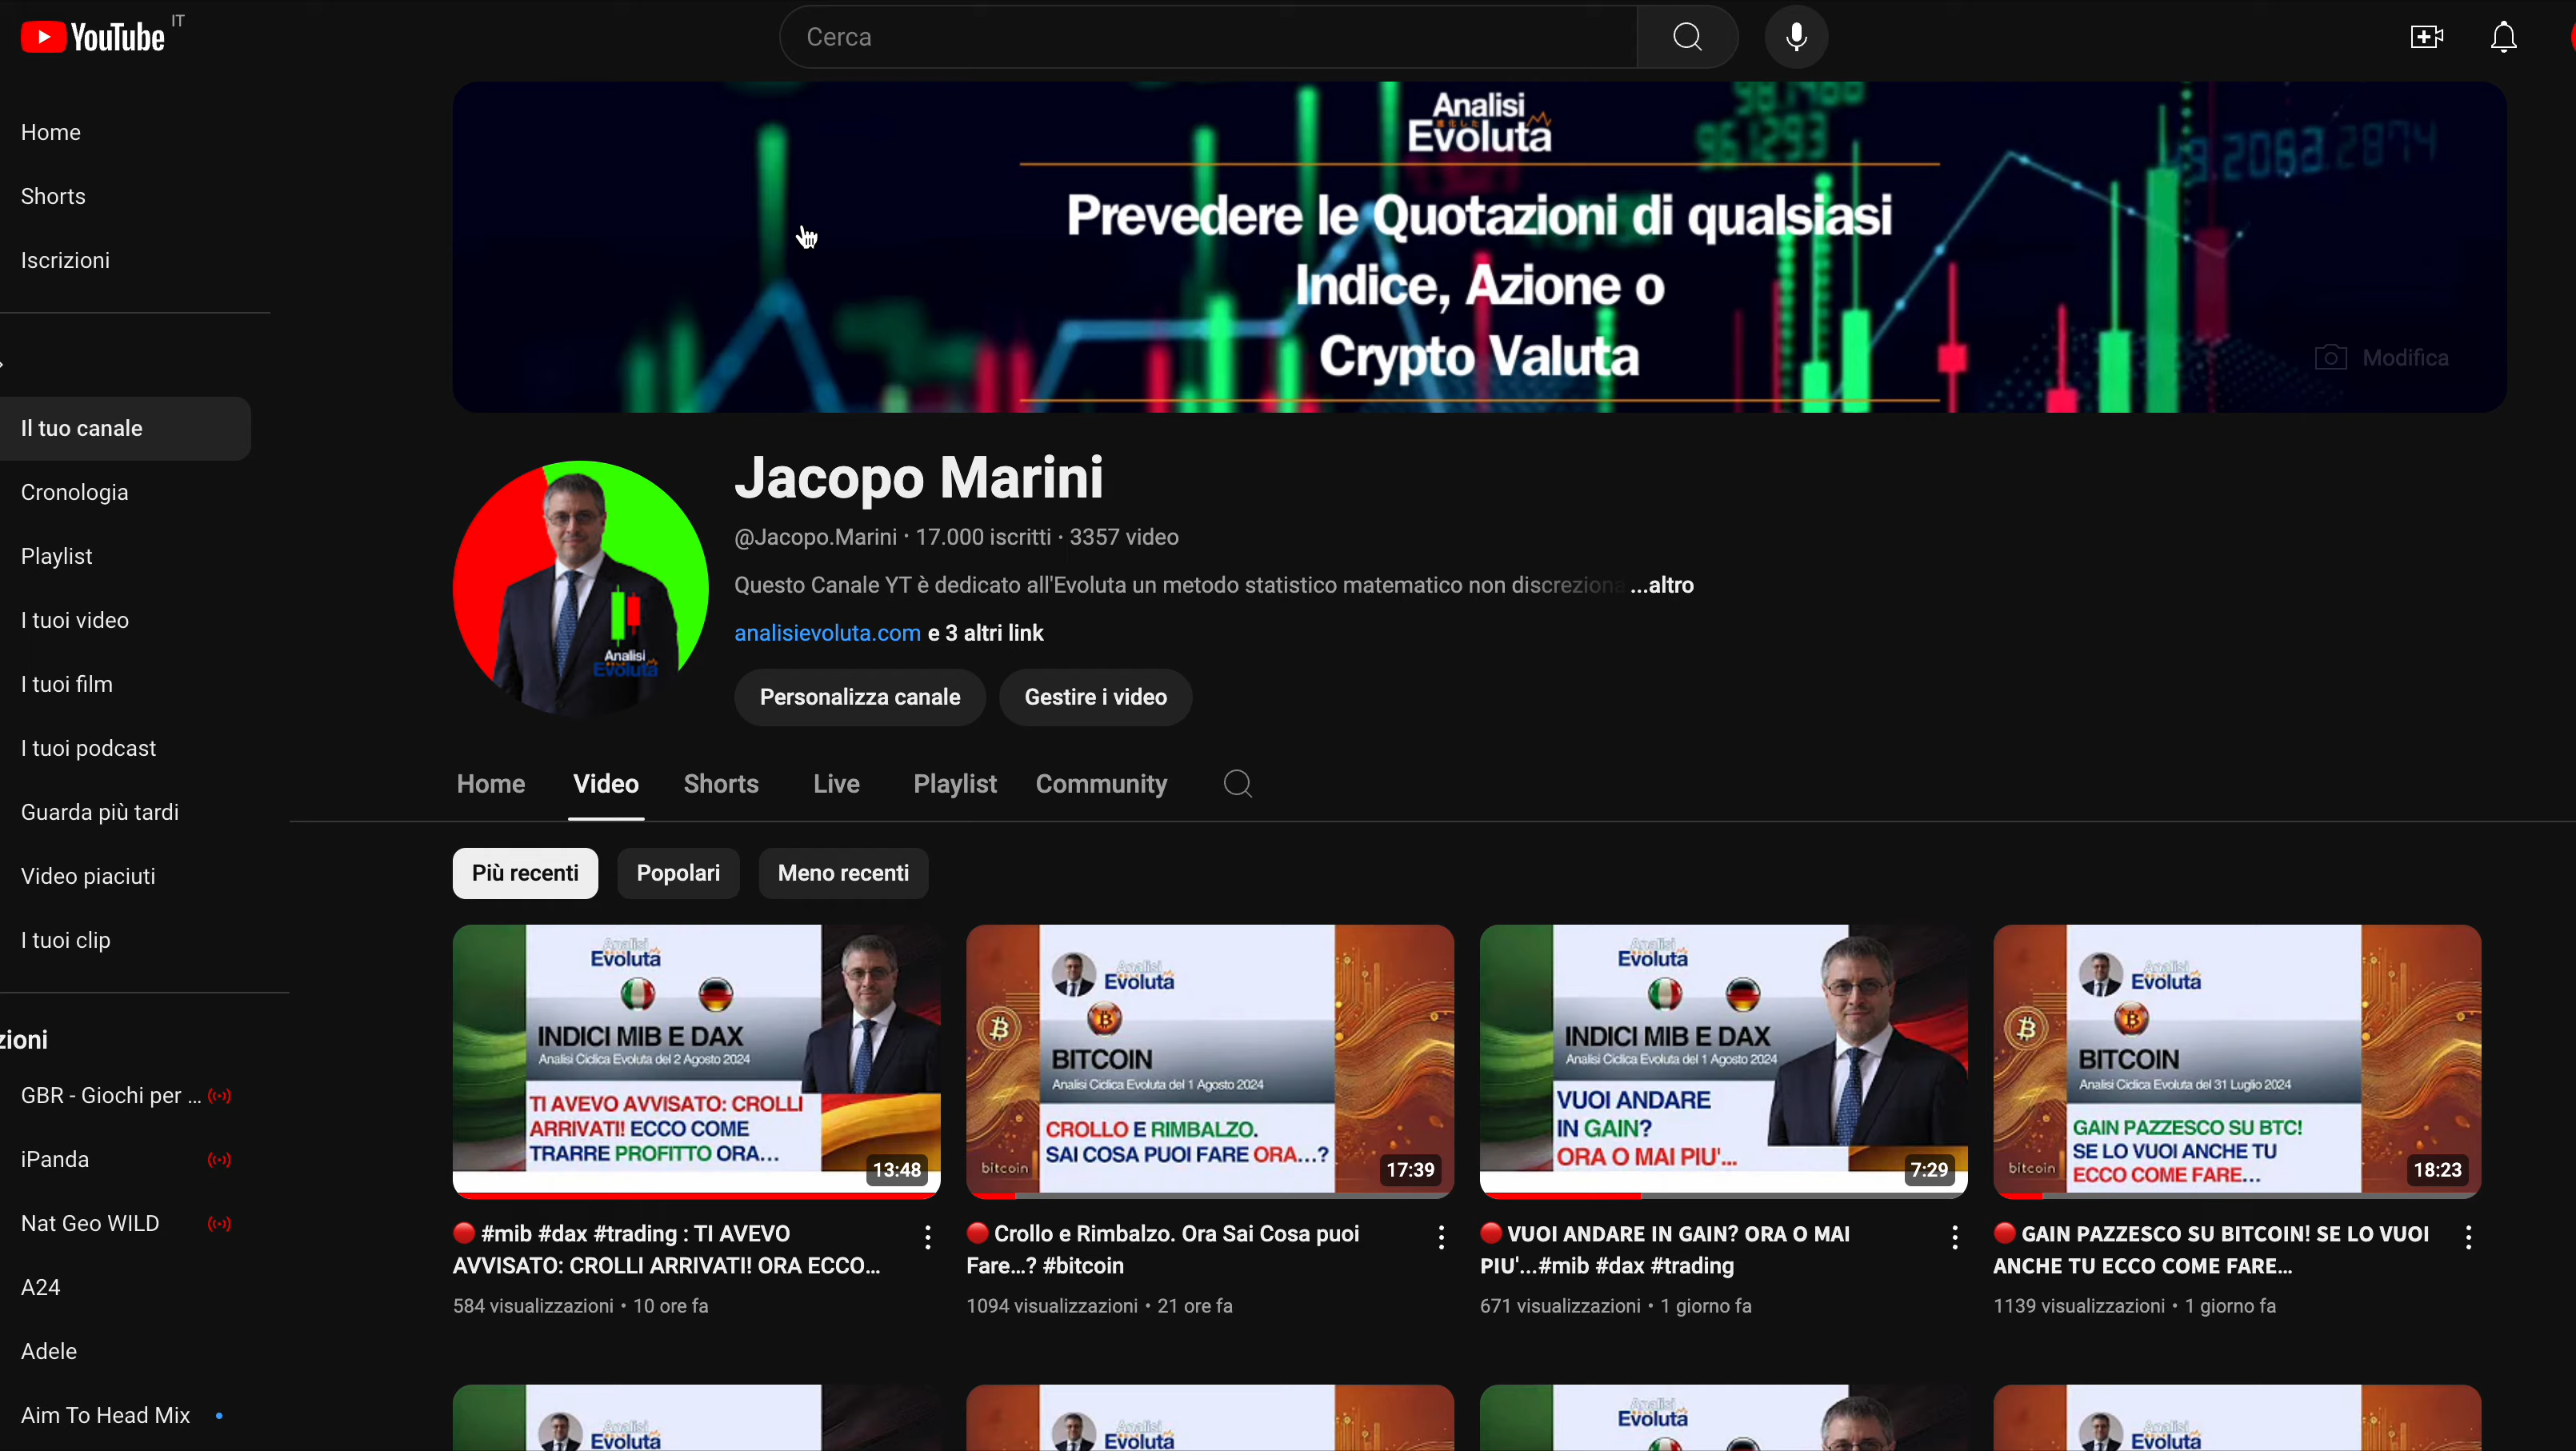 YouTube IT
Cerca
Home
Shorts
Iscrizioni
Il tuo canale
Cronologia
Playlist
I tuoi video
I tuoi film
I tuoi podcast
Guarda più tardi
Video piaciuti
I tuoi clip
zioni
GBR - Giochi per ...
iPanda
Nat Geo WILD
A24
Adele
Aim To Head Mix
Analisi
Evoluta
961293
Prevedere le Quotazioni di qualsiasi
Indice, Azione o
Crypto Valuta
Modifica
Analisi
Evoluta
Jacopo Marini
@Jacopo.Marini · 17.000 iscritti · 3357 video
Questo Canale YT è dedicato all'Evoluta un metodo statistico matematico non discreziona ...altro
analisievoluta.com e 3 altri link
Personalizza canale
Gestire i video
Home Video Shorts Live Playlist Community
Più recenti Popolari Meno recenti
Analisi
Evoluta
INDICI MIB E DAX
Analisi Ciclica Evoluta del 2 Agosto 2024
TI AVEVO AVVISATO: CROLLI
ARRIVATI! ECCO COME
TRARRE PROFITTO ORA...
13:48
🔴 #mib #dax #trading : TI AVEVO
AVVISATO: CROLLI ARRIVATI! ORA ECCO...
584 visualizzazioni • 10 ore fa
Analisi
Evoluta
BITCOIN
Analisi Ciclica Evoluta del 1 Agosto 2024
CROLLO E RIMBALZO.
SAI COSA PUOI FARE ORA...?
bitcoin
17:39
🔴 Crollo e Rimbalzo. Ora Sai Cosa puoi
Fare...? #bitcoin
1094 visualizzazioni • 21 ore fa
Analisi
Evoluta
INDICI MIB E DAX
Analisi Ciclica Evoluta del 1 Agosto 2024
VUOI ANDARE
IN GAIN?
ORA O MAI PIU'...
7:29
🔴 VUOI ANDARE IN GAIN? ORA O MAI
PIU'...#mib #dax #trading
671 visualizzazioni • 1 giorno fa
Analisi
Evoluta
BITCOIN
Analisi Ciclica Evoluta del 31 Luglio 2024
GAIN PAZZESCO SU BTC!
SE LO VUOI ANCHE TU
ECCO COME FARE...
bitcoin
18:23
🔴 GAIN PAZZESCO SU BITCOIN! SE LO VUOI
ANCHE TU ECCO COME FARE...
1139 visualizzazioni • 1 giorno fa
Analisi
Evoluta
Analisi
Evoluta
Analisi
Evoluta
Analisi
Evoluta